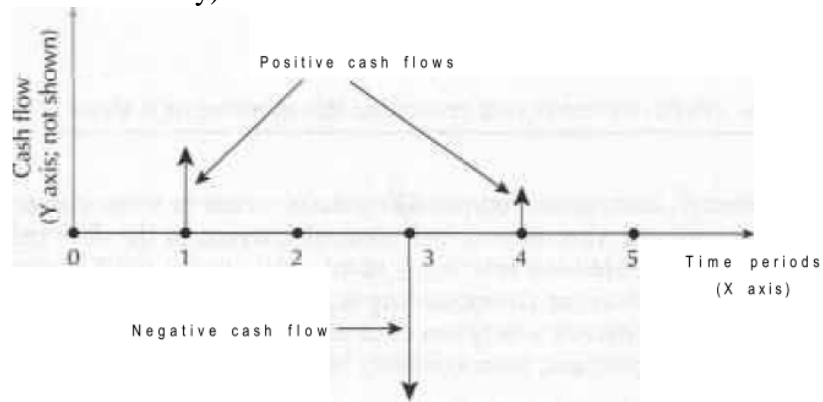 y)
Positive cash flows
Cash flow
(Y axis; not shown)
0 1 2 3 4 5
Time periods
(X axis)
Negative cash flow